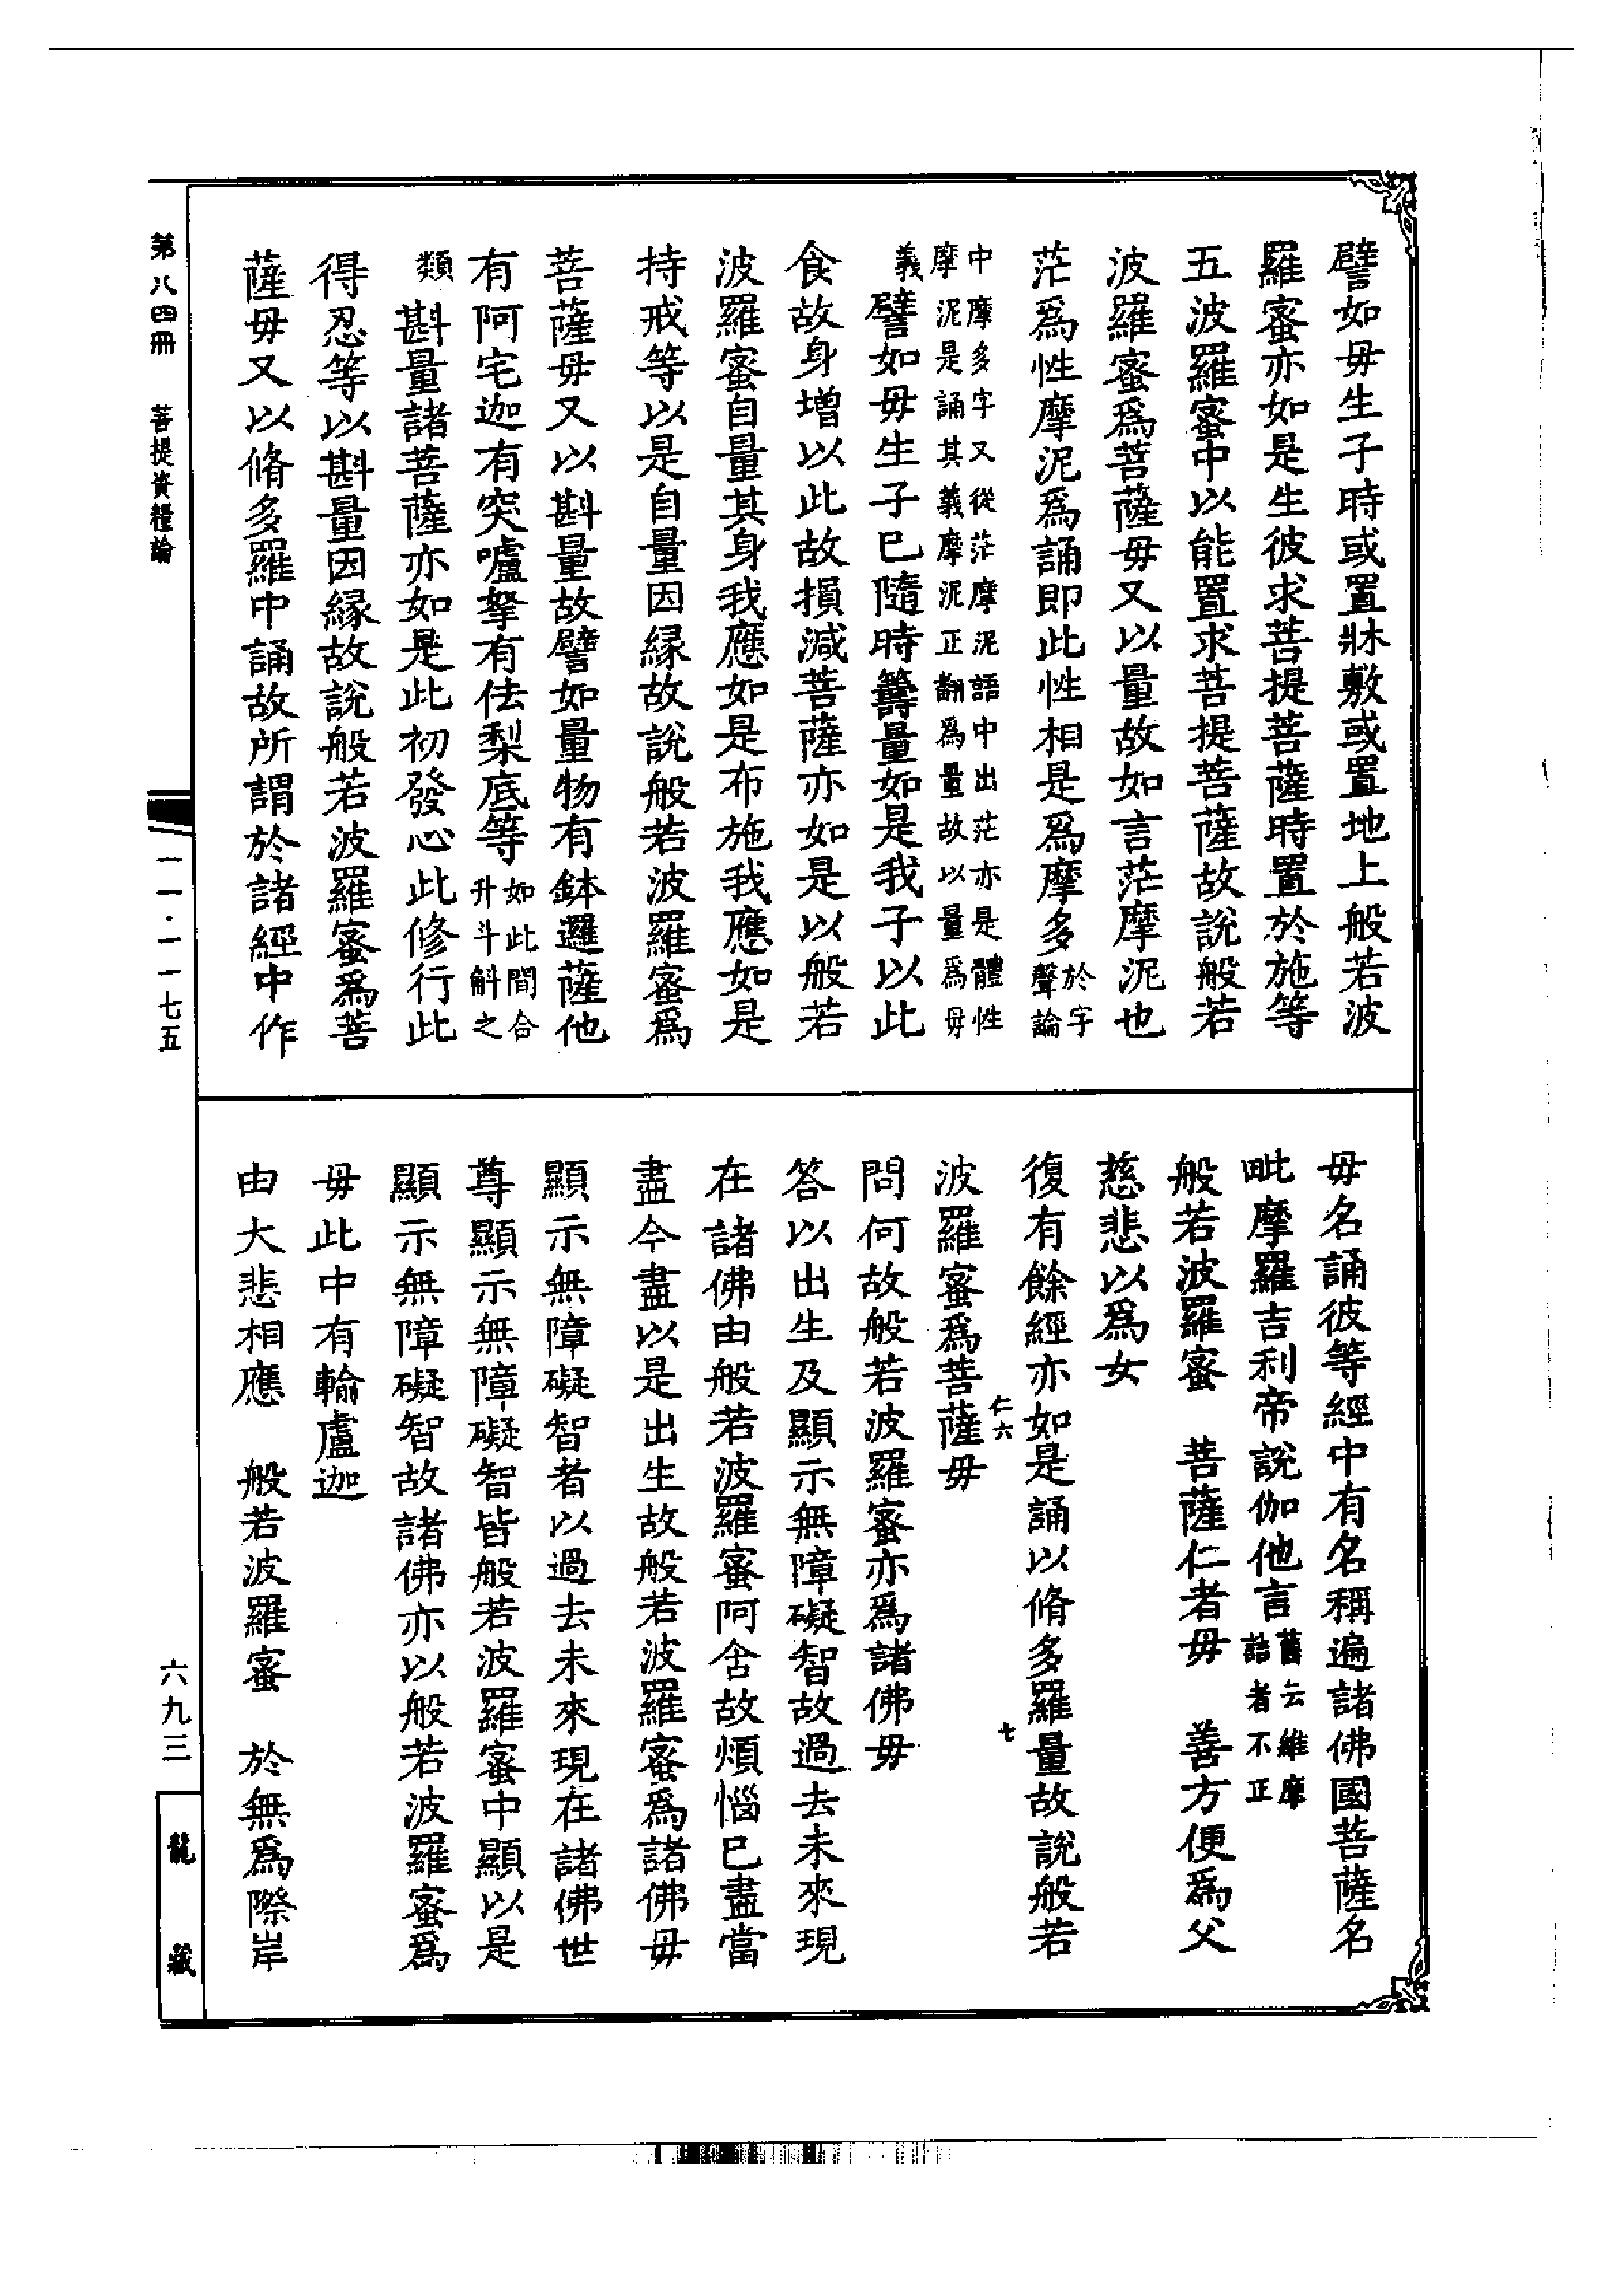 譬如毋生子時或置牀敷或置地上般若波
羅蜜亦如是生彼求菩提菩薩時置於施等
五波羅蜜中以能置求菩提菩薩故說般若
波羅蜜爲菩薩毋又以量故如言茫摩泥也
茫爲性摩泥爲誦即此性相是爲摩多於字聲論
中摩多字又從茫摩泥語中出茫亦是體性
摩泥是誦其義摩泥正翻爲量故以量爲毋
義譬如毋生子已隨時籌量如是我子以此
食故身增以此故損減菩薩亦如是以般若
波羅蜜自量其身我應如是布施我應如是
持戒等以是自量因緣故說般若波羅蜜爲
菩薩毋又以斟量故譬如量物有鉢邏薩他
有阿宅迦有突嚧拏有佉梨底等如此間合升斗斛之
類斟量諸菩薩亦如是此初發心此修行此
得忍等以斟量因緣故說般若波羅蜜爲菩
薩毋又以脩多羅中誦故所謂於諸經中作
毋名誦彼等經中有名稱遍諸佛國菩薩名
毗摩羅吉利帝說伽他言舊云維摩詰者不正
般若波羅蜜 菩薩仁者毋 善方便爲父
慈悲以爲女
復有餘經亦如是誦以脩多羅量故說般若
仁六 七
波羅蜜爲菩薩毋
問何故般若波羅蜜亦爲諸佛毋
答以出生及顯示無障礙智故過去未來現
在諸佛由般若波羅蜜阿含故煩惱已盡當
盡今盡以是出生故般若波羅蜜爲諸佛毋
顯示無障礙智者以過去未來現在諸佛世
尊顯示無障礙智皆般若波羅蜜中顯以是
顯示無障礙智故諸佛亦以般若波羅蜜爲
毋此中有輸盧迦
由大悲相應 般若波羅蜜 於無爲際岸
第八四冊 菩提資糧論
一一·一一七五
六九三
龍藏